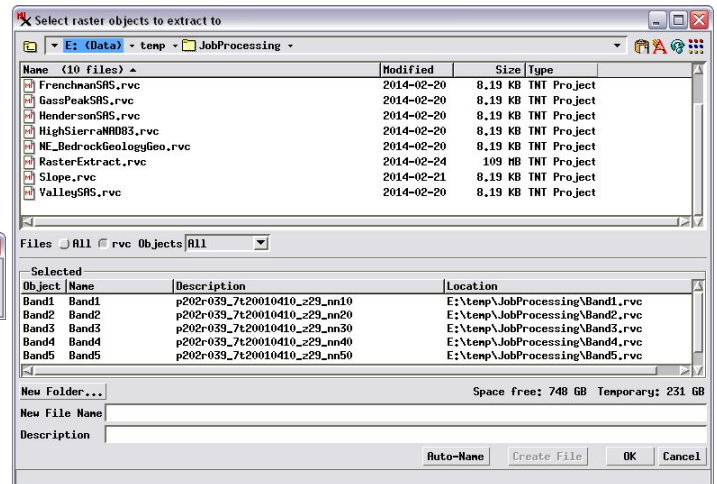 Select raster objects to extract to
E: (Data) temp JobProcessing
Name (10 files) Modified Size Type
FrenchmanSAS.rvc 2014-02-20 8.19 KB TNT Project
GassPeakSAS.rvc 2014-02-20 8.19 KB TNT Project
HendersonSAS.rvc 2014-02-20 8.19 KB TNT Project
HighSierraNAD83.rvc 2014-02-20 8.19 KB TNT Project
NE_BedrockGeologyGeo.rvc 2014-02-20 8.19 KB TNT Project
RasterExtract.rvc 2014-02-24 109 MB TNT Project
Slope.rvc 2014-02-21 8.19 KB TNT Project
ValleySAS.rvc 2014-02-20 8.19 KB TNT Project
Files All rvc Objects All
Selected
Object Name Description Location
Band1 Band1 p202r039_7t20010410_z29_nn10 E:\temp\JobProcessing\Band1.rvc
Band2 Band2 p202r039_7t20010410_z29_nn20 E:\temp\JobProcessing\Band2.rvc
Band3 Band3 p202r039_7t20010410_z29_nn30 E:\temp\JobProcessing\Band3.rvc
Band4 Band4 p202r039_7t20010410_z29_nn40 E:\temp\JobProcessing\Band4.rvc
Band5 Band5 p202r039_7t20010410_z29_nn50 E:\temp\JobProcessing\Band5.rvc
New Folder... Space free: 748 GB Temporary: 231 GB
New File Name
Description
Auto-Name Create File OK Cancel